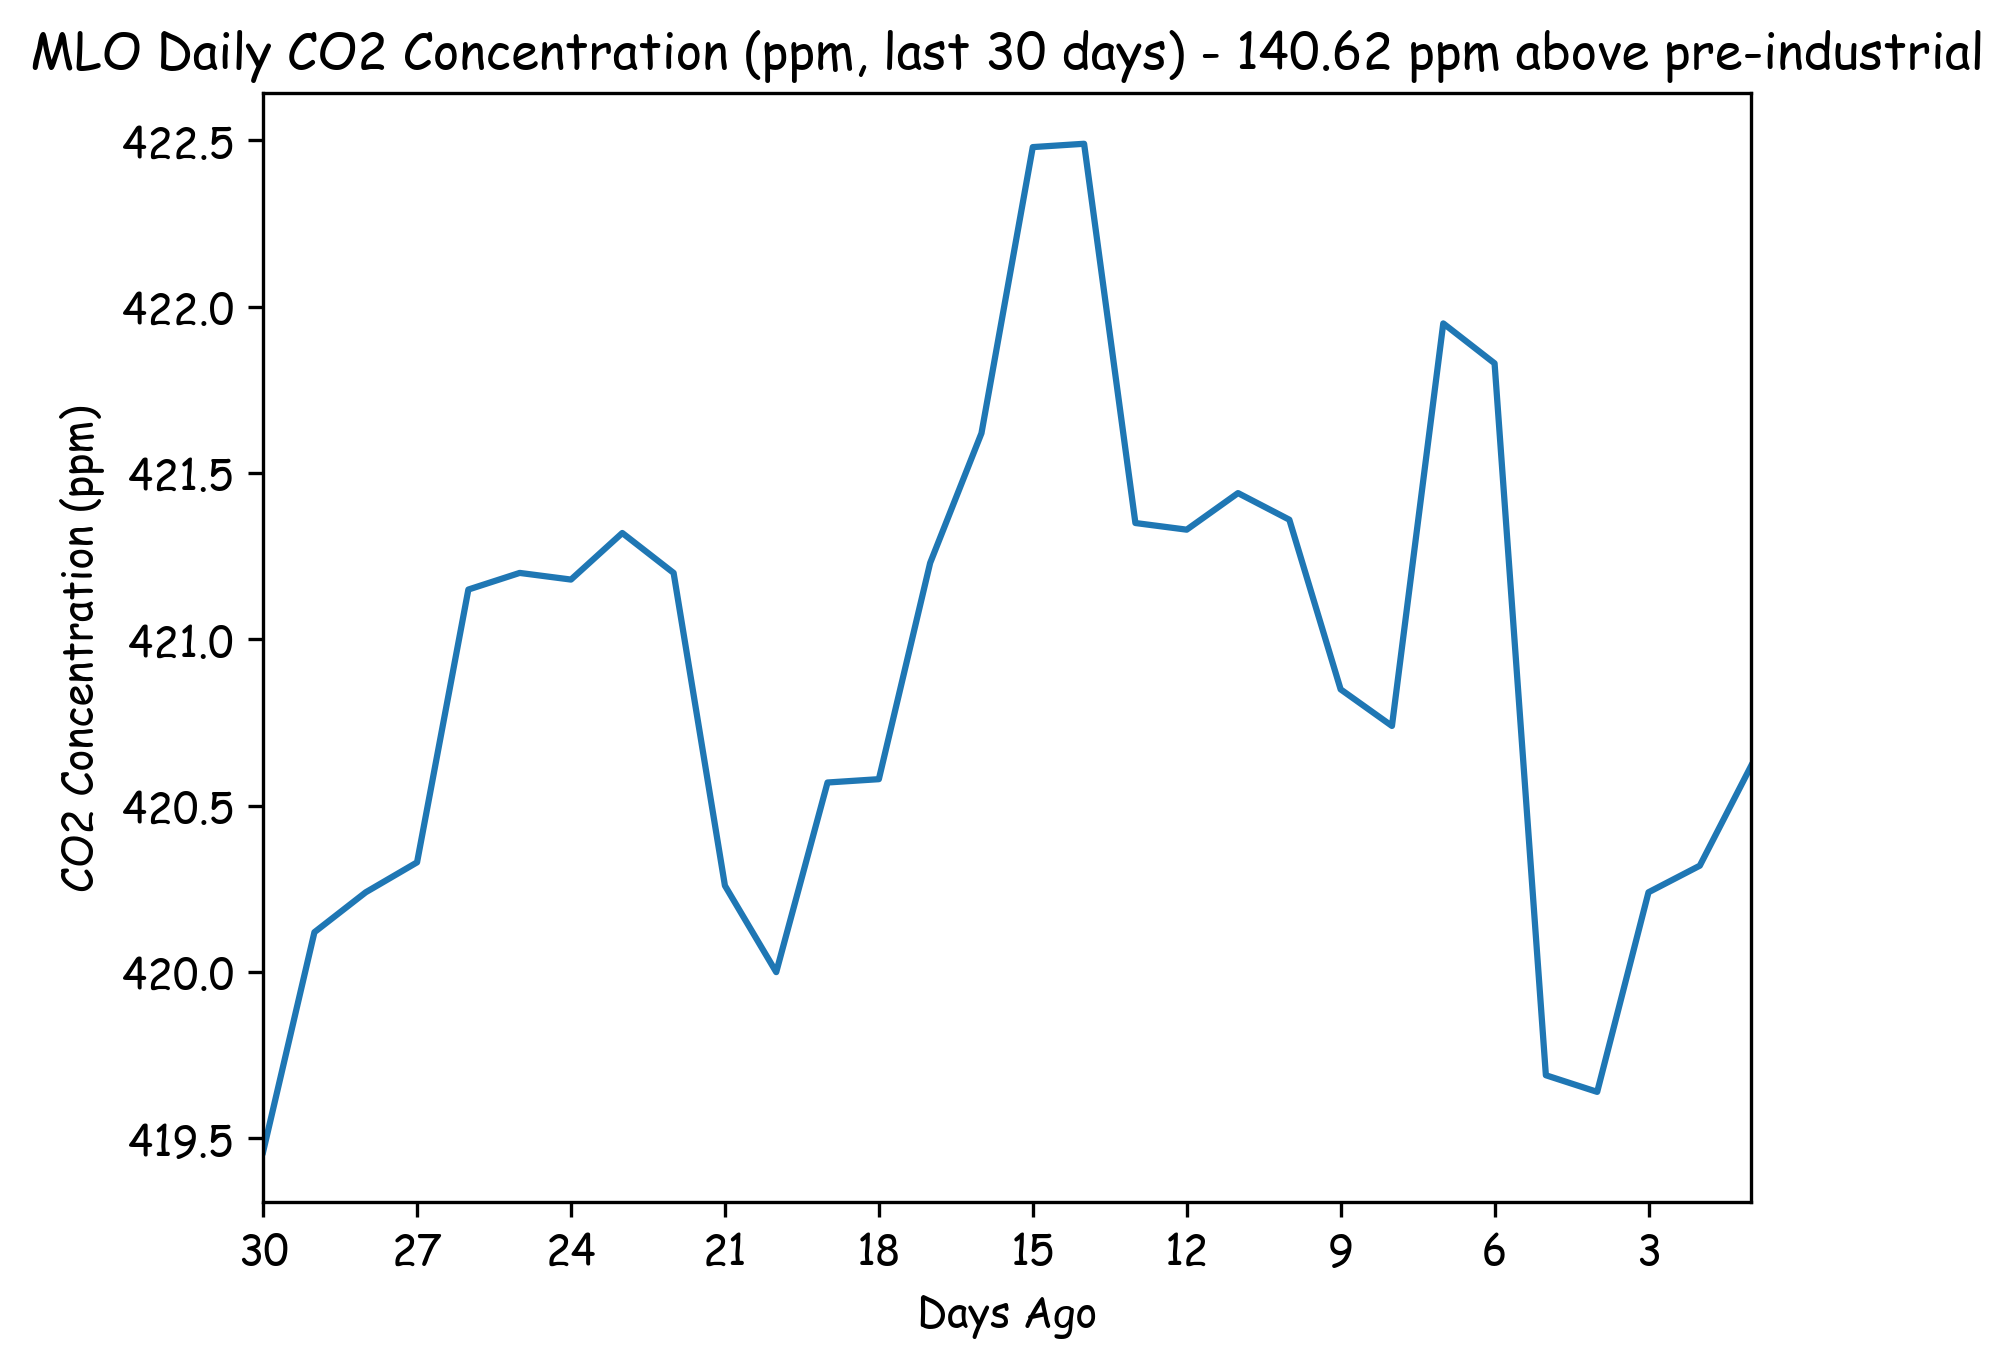 MLO Daily CO2 Concentration (ppm, last 30 days) - 140.62 ppm above pre-industrial
422.5
422.0
421.5
421.0
420.5
420.0
419.5
CO2 Concentration (ppm)
30 27 24 21 18 15 12 9 6 3
Days Ago